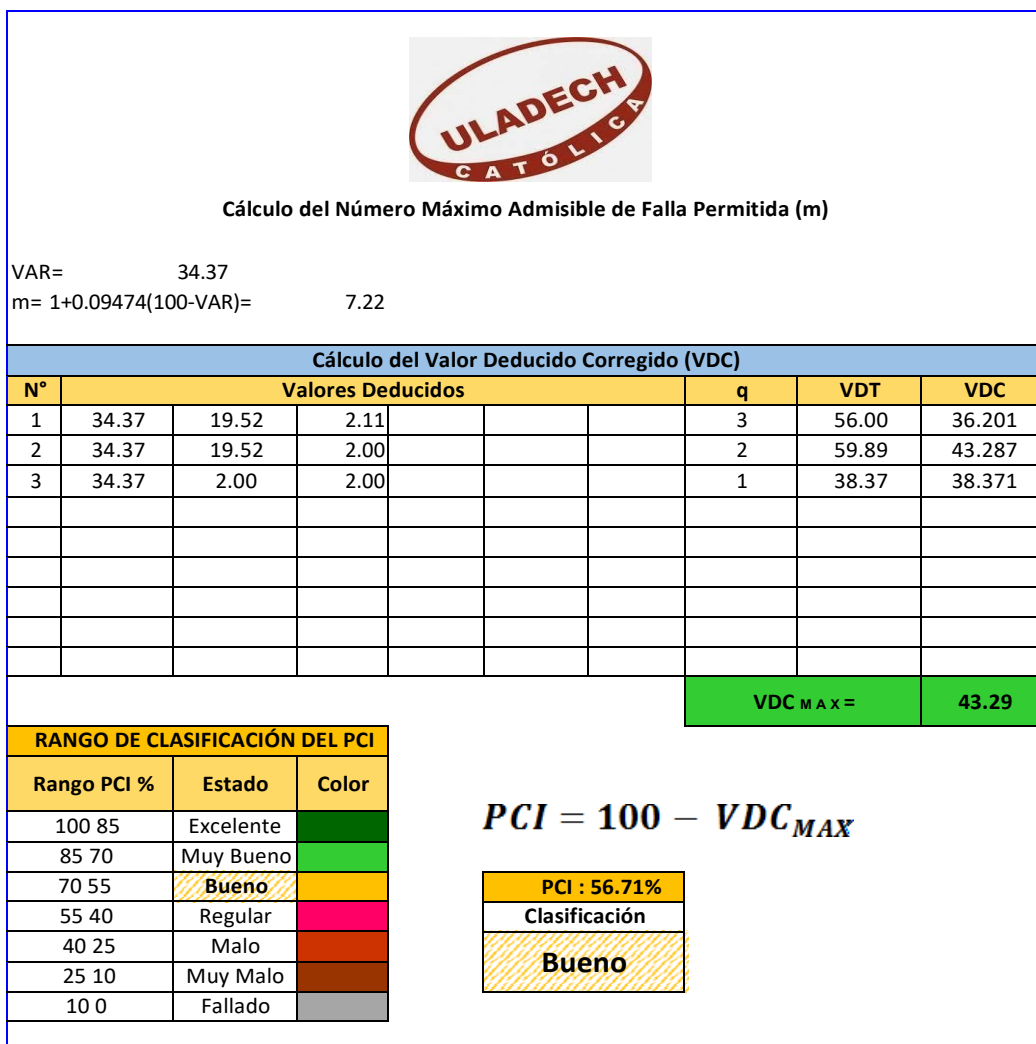 ULADECH
CATÓLICA
Cálculo del Número Máximo Admisible de Falla Permitida (m)
VAR= 34.37
m= 1+0.09474(100-VAR)= 7.22
Cálculo del Valor Deducido Corregido (VDC)
N° Valores Deducidos q VDT VDC
1 34.37 19.52 2.11 3 56.00 36.201
2 34.37 19.52 2.00 2 59.89 43.287
3 34.37 2.00 2.00 1 38.37 38.371
VDC MAX= 43.29
RANGO DE CLASIFICACIÓN DEL PCI
Rango PCI % Estado Color
100 85 Excelente
85 70 Muy Bueno
70 55 Bueno
55 40 Regular
40 25 Malo
25 10 Muy Malo
10 0 Fallado
PCI = 100 − VDC MAX
PCI : 56.71%
Clasificación
Bueno